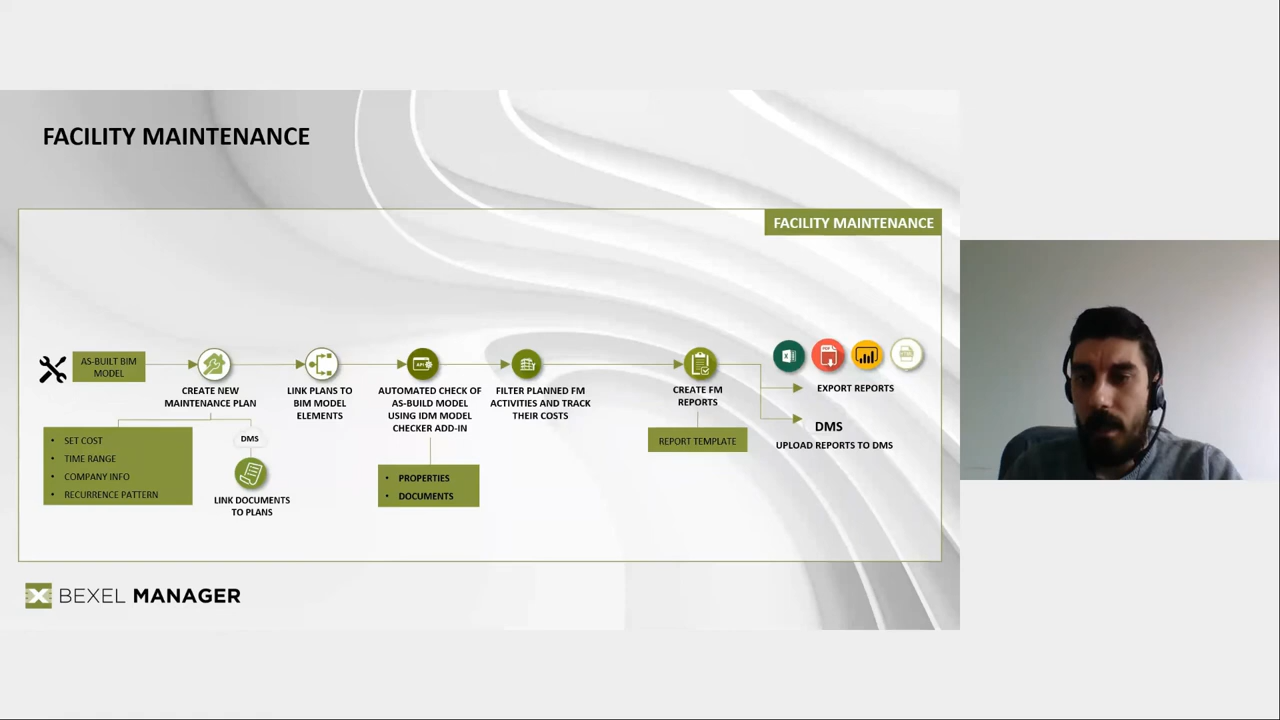 FACILITY MAINTENANCE
FACILITY MAINTENANCE
AS-BUILT BIM
MODEL
CREATE NEW
MAINTENANCE PLAN
• SET COST
• TIME RANGE
• COMPANY INFO
• RECURRENCE PATTERN
DMS
LINK DOCUMENTS
TO PLANS
LINK PLANS TO
BIM MODEL
ELEMENTS
API
AUTOMATED CHECK OF
AS-BUILD MODEL
USING IDM MODEL
CHECKER ADD-IN
• PROPERTIES
• DOCUMENTS
FILTER PLANNED FM
ACTIVITIES AND TRACK
THEIR COSTS
CREATE FM
REPORTS
REPORT TEMPLATE
EXPORT REPORTS
DMS
UPLOAD REPORTS TO DMS
BEXEL MANAGER